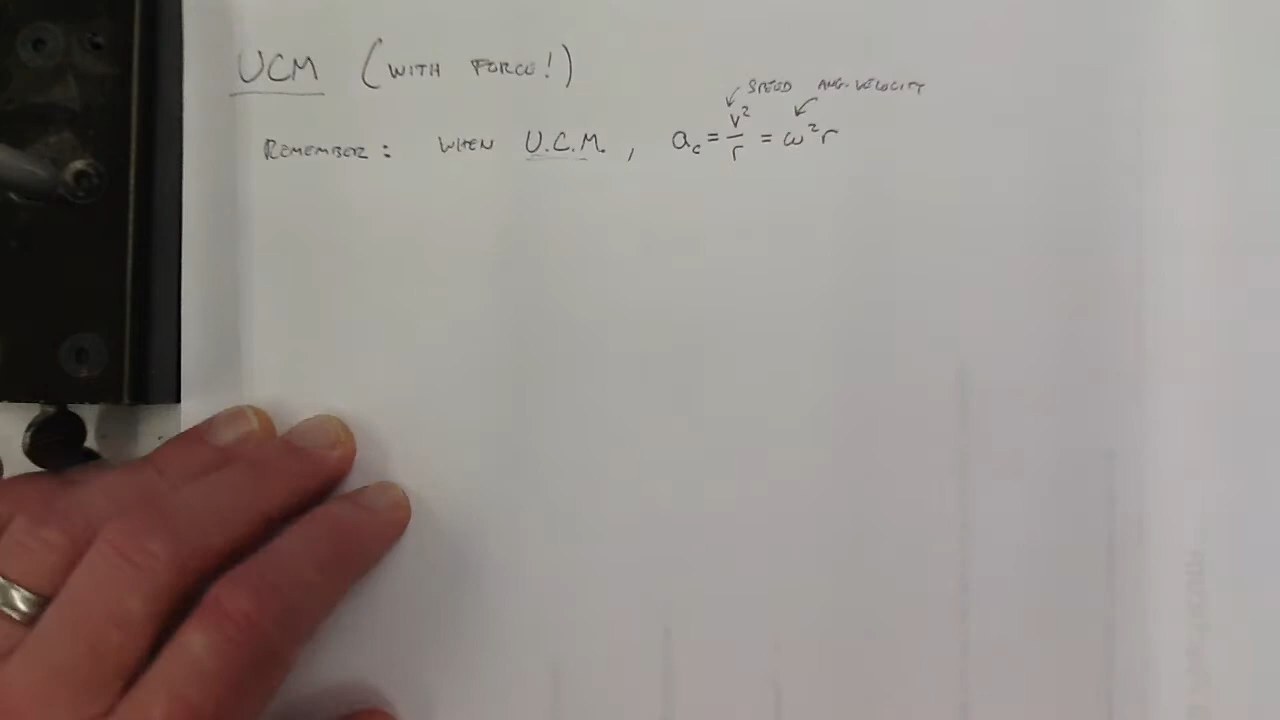 UCM (WITH FORCE!)
SPEED ANG. VELOCITY
REMEMBER: WHEN U.C.M., a_c = v²/r = ω²r